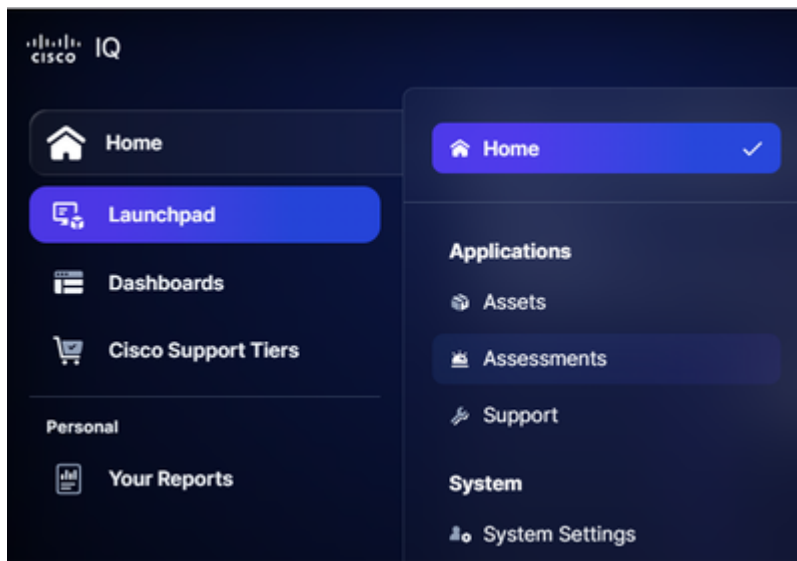 cisco IQ
Home
Launchpad
Dashboards
Cisco Support Tiers
Personal
Your Reports
Home
Applications
Assets
Assessments
Support
System
System Settings